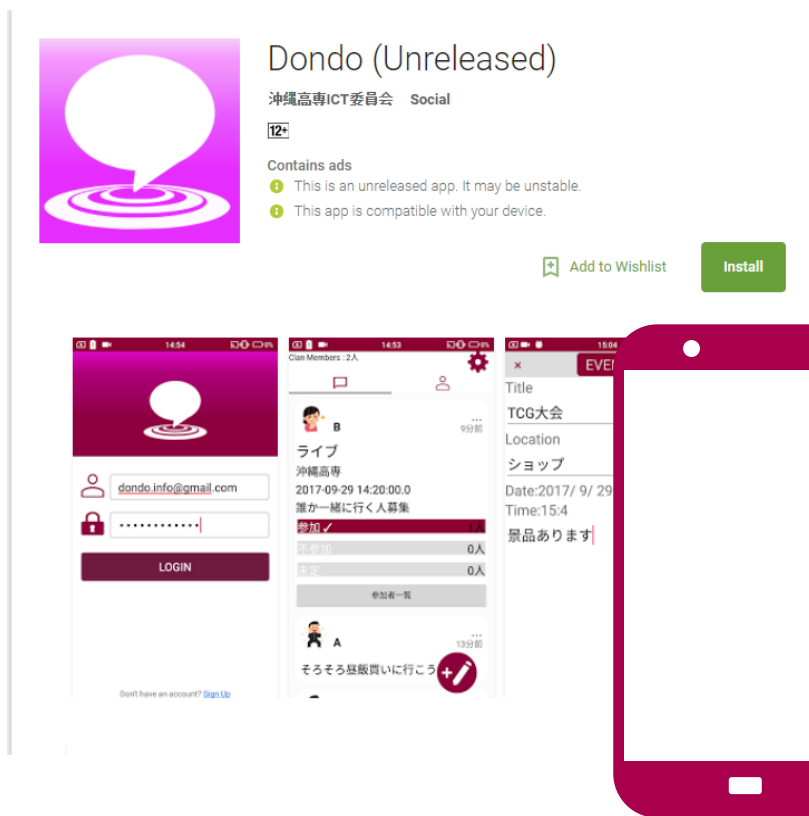 Dondo (Unreleased)
沖縄高専ICT委員会 Social
12+
Contains ads
This is an unreleased app. It may be unstable.
This app is compatible with your device.
Add to Wishlist
Install
14:54
dondo.info@gmail.com
LOGIN
Don't have an account? Sign Up
14:53
Clan Members : 2人
B
9分前
ライブ
沖縄高専
2017-09-29 14:20:00.0
誰か一緒に行く人募集
参加✓ 1人
不参加 0人
未定 0人
参加者一覧
A
13分前
そろそろ昼飯買いに行こう
15:04
× EVE
Title
TCG大会
Location
ショップ
Date:2017/ 9/ 29
Time:15:4
景品あります